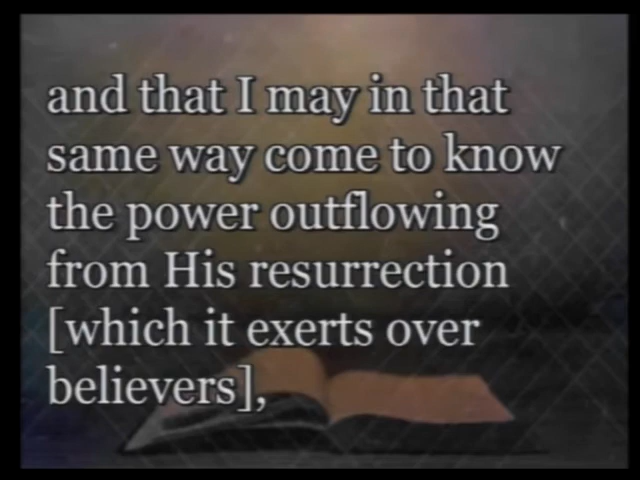 and that I may in that
same way come to know
the power outflowing
from His resurrection
[which it exerts over
believers],